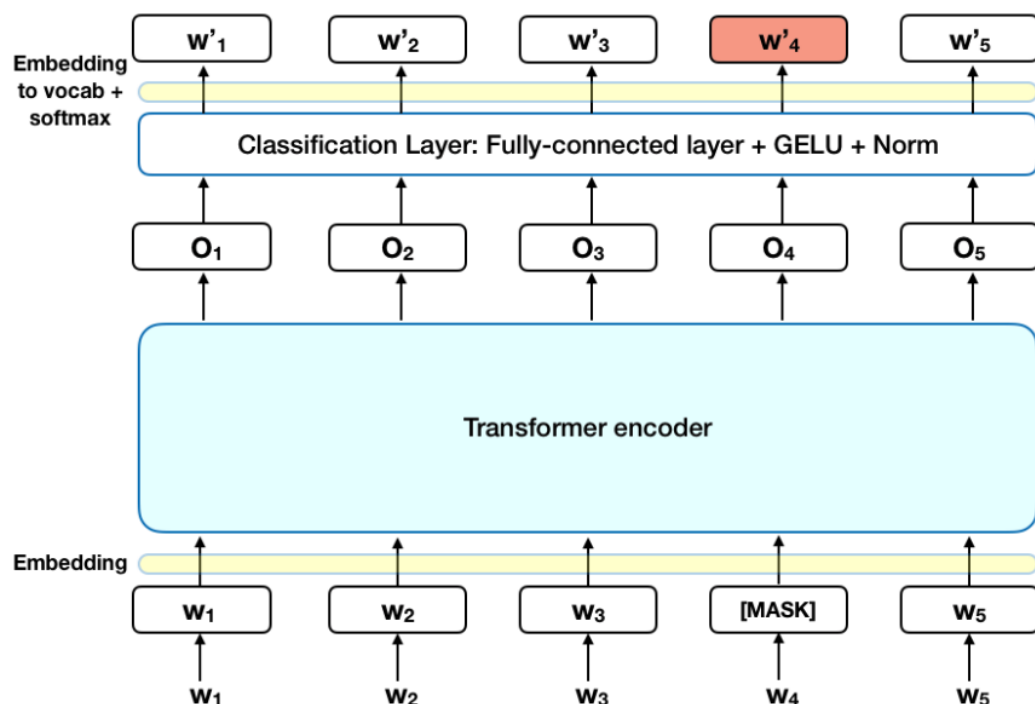 w'₁ w'₂ w'₃ w'₄ w'₅
Embedding
to vocab +
softmax
Classification Layer: Fully-connected layer + GELU + Norm
O₁ O₂ O₃ O₄ O₅
Transformer encoder
Embedding
W₁ W₂ W₃ [MASK] W₅
W₁ W₂ W₃ W₄ W₅